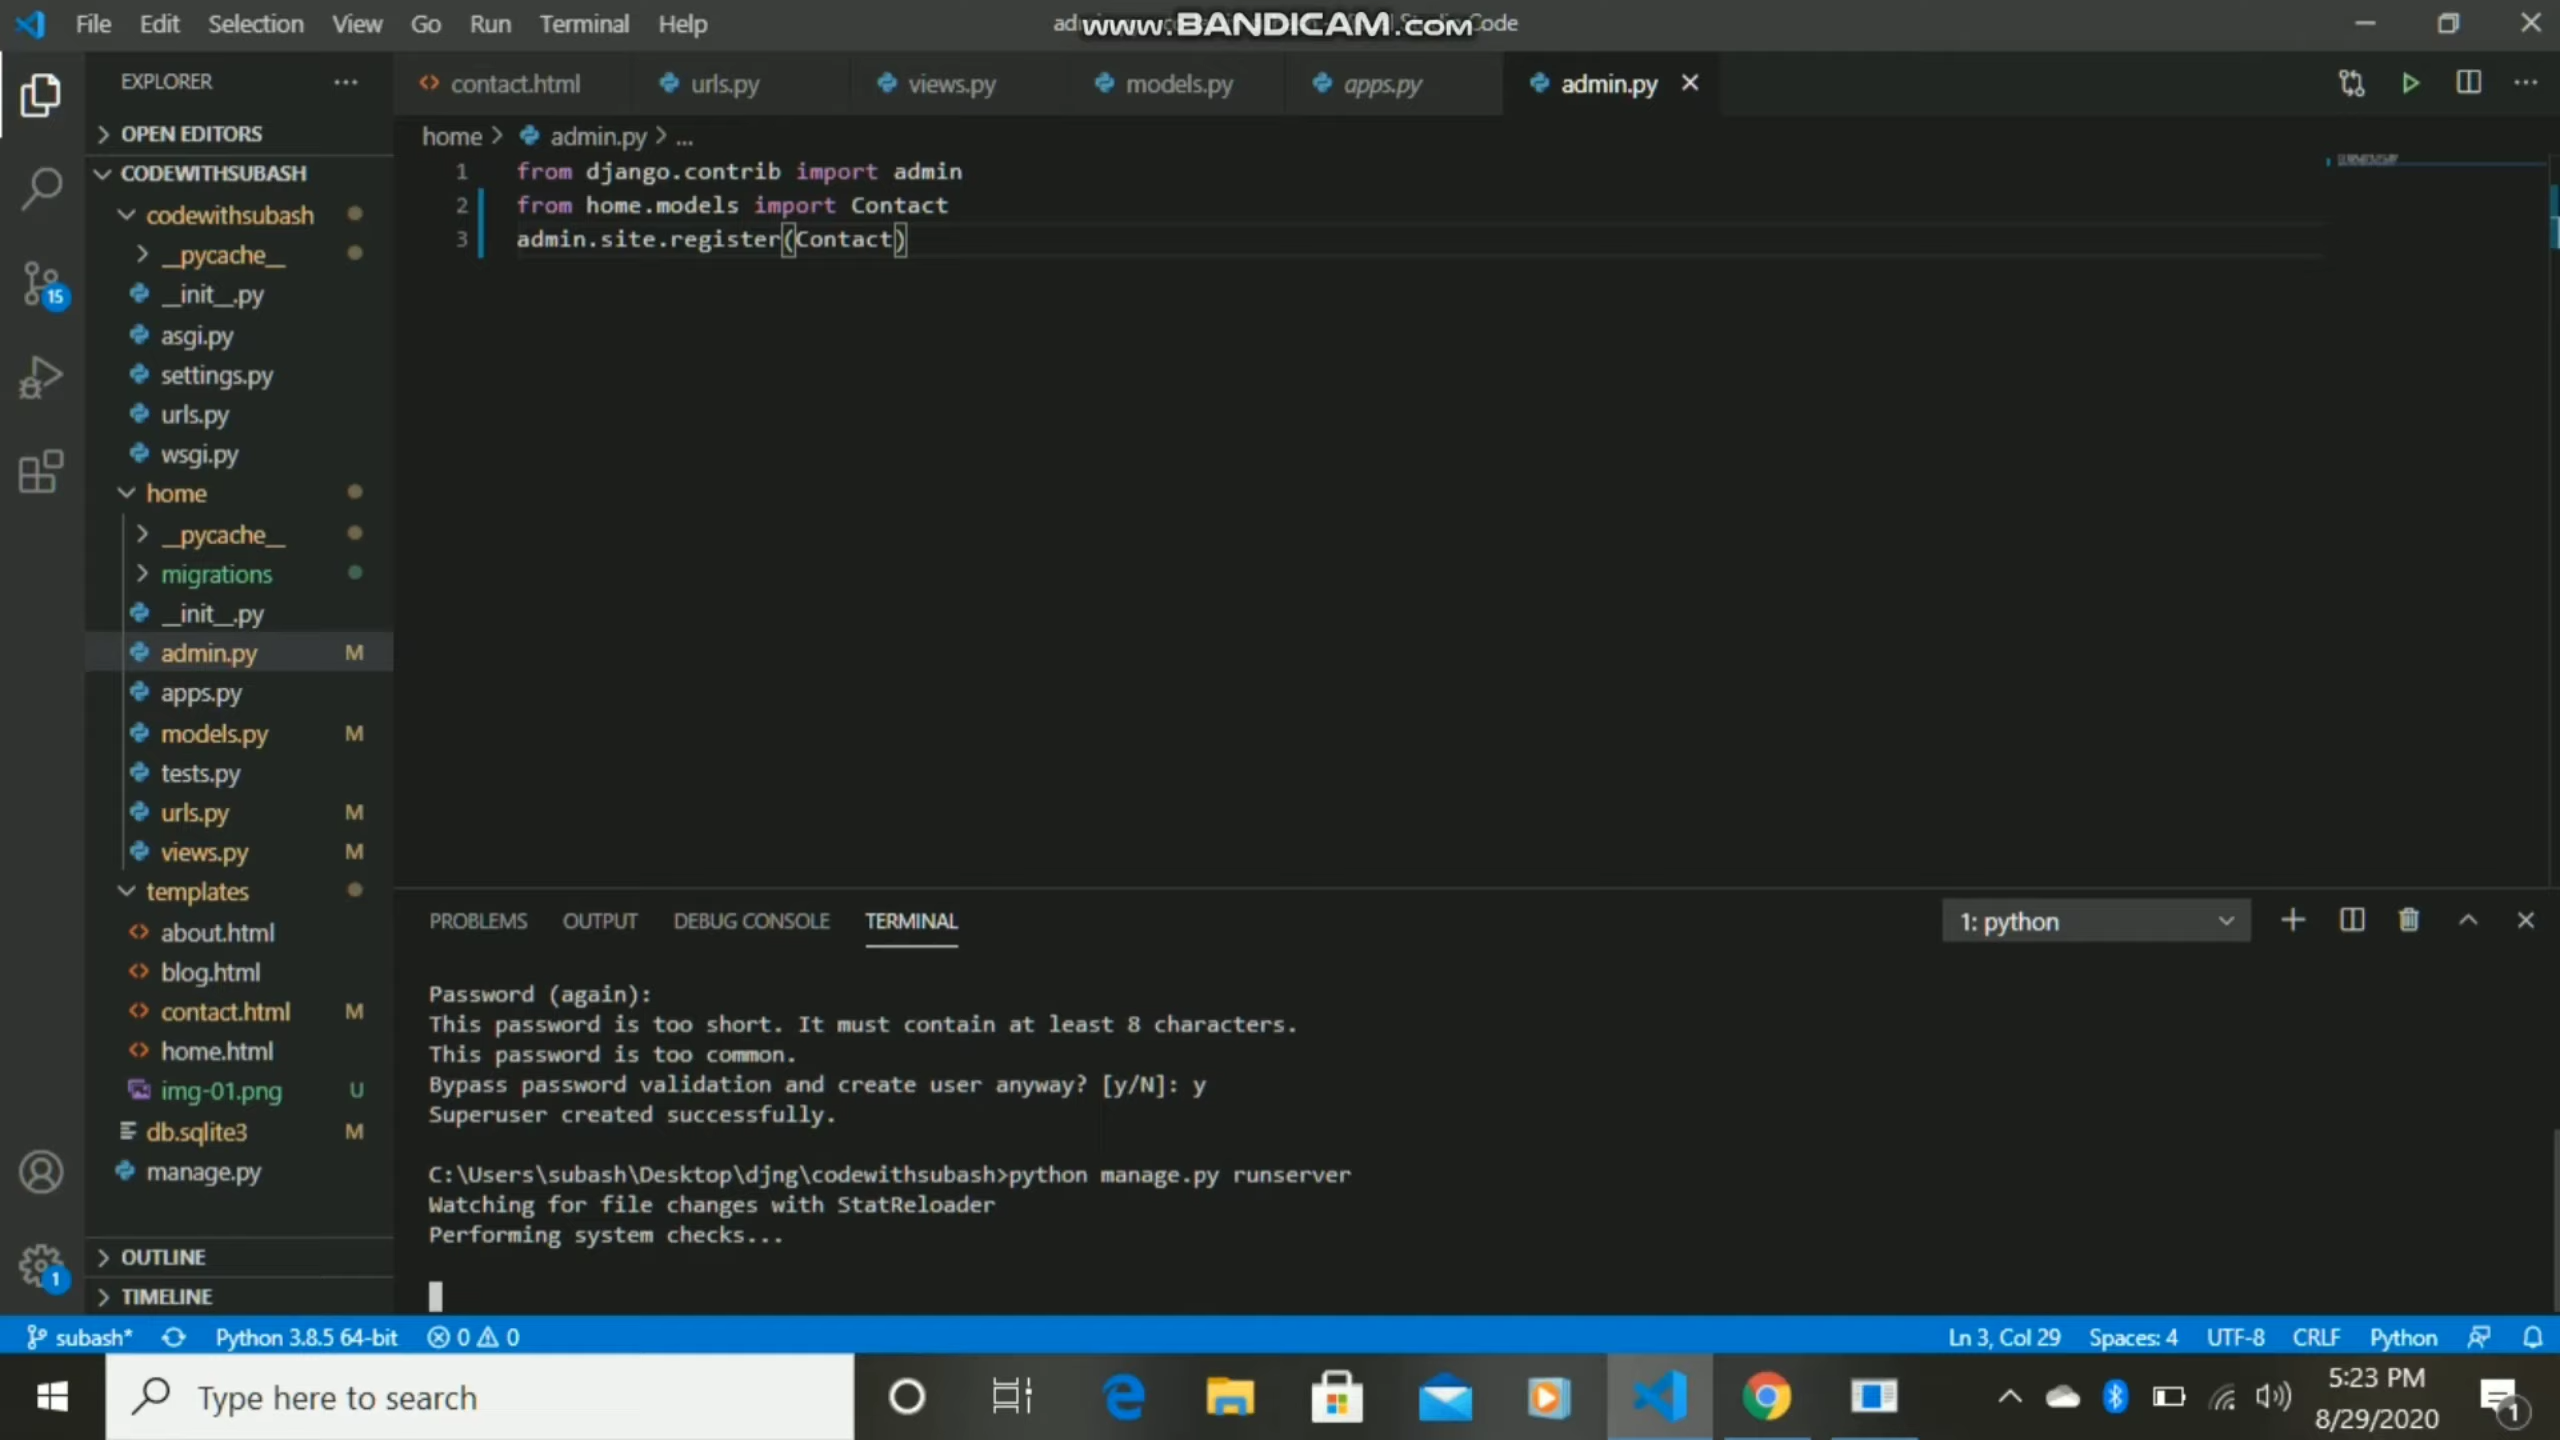 File Edit Selection View Go Run Terminal Help
www.BANDICAM.com
Code
EXPLORER
contact.html urls.py views.py models.py apps.py admin.py
OPEN EDITORS
home > admin.py > ...
CODEWITHSUBASH
codewithsubash
__pycache__
__init__.py
asgi.py
settings.py
urls.py
wsgi.py
home
__pycache__
migrations
__init__.py
admin.py M
apps.py
models.py M
tests.py
urls.py M
views.py M
templates
about.html
blog.html
contact.html M
home.html
img-01.png U
db.sqlite3 M
manage.py
OUTLINE
TIMELINE
15
1
1 from django.contrib import admin
2 from home.models import Contact
3 admin.site.register(Contact)
PROBLEMS OUTPUT DEBUG CONSOLE TERMINAL 1: python
Password (again):
This password is too short. It must contain at least 8 characters.
This password is too common.
Bypass password validation and create user anyway? [y/N]: y
Superuser created successfully.
C:\Users\subash\Desktop\djng\codewithsubash>python manage.py runserver
Watching for file changes with StatReloader
Performing system checks...
subash* Python 3.8.5 64-bit 0 0 Ln 3, Col 29 Spaces: 4 UTF-8 CRLF Python
Type here to search
5:23 PM
8/29/2020
1